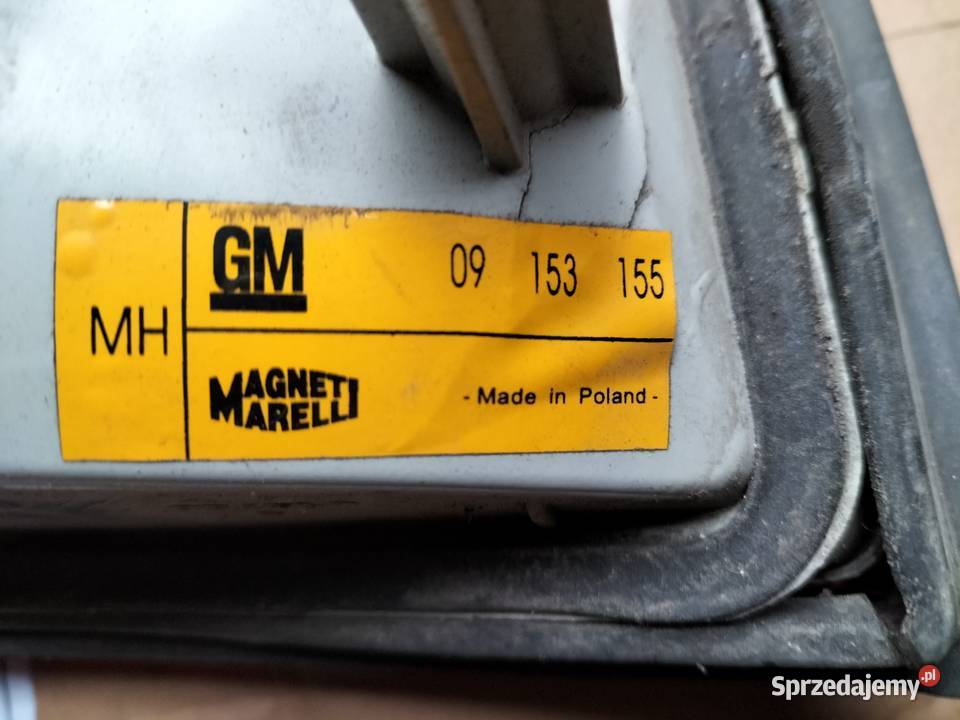 MH
GM
09 153 155
MAGNETI
MARELLI
- Made in Poland -
Sprzedajemy.pl